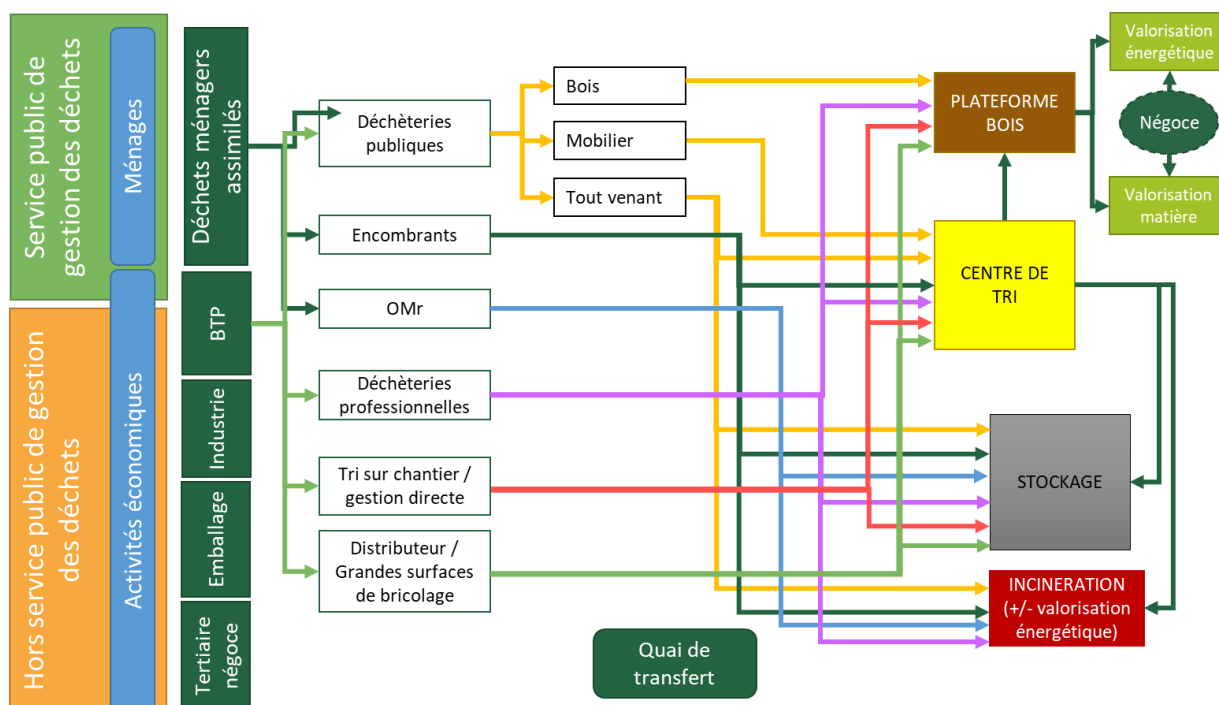 Service public de
gestion des déchets
Hors service public de gestion
des déchets
Ménages
Activités économiques
Déchets ménagers
assimilés
BTP
Industrie
Emballage
Tertiaire
négoce
Déchèteries
publiques
Encombrants
OMr
Déchèteries
professionnelles
Tri sur chantier /
gestion directe
Distributeur /
Grandes surfaces
de bricolage
Bois
Mobilier
Tout venant
Quai de
transfert
PLATEFORME
BOIS
CENTRE DE
TRI
STOCKAGE
INCINERATION
(+/- valorisation
énergétique)
Valorisation
énergétique
Négoce
Valorisation
matière